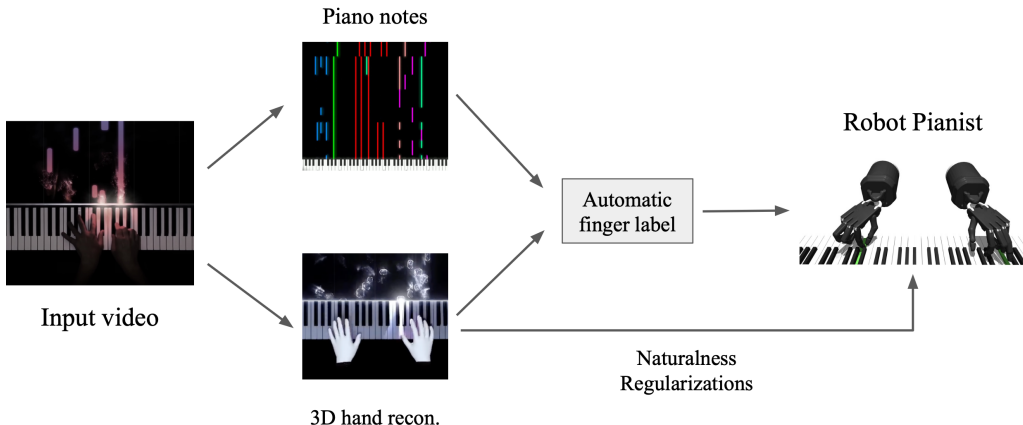 Piano notes
Input video
3D hand recon.
Automatic
finger label
Robot Pianist
Naturalness
Regularizations